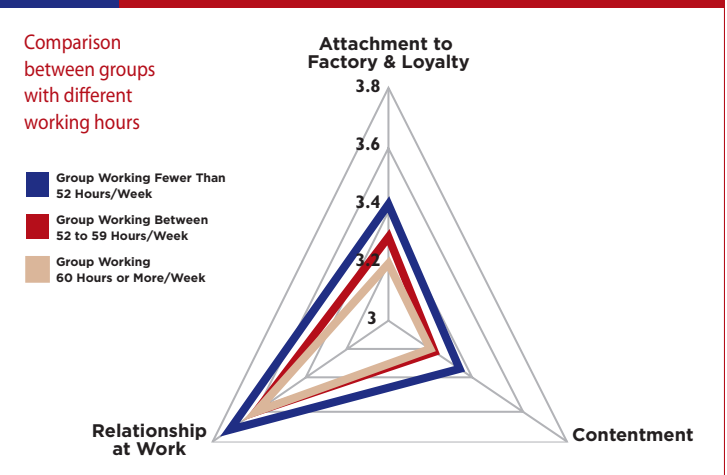 Comparison
between groups
with different
working hours
Group Working Fewer Than
52 Hours/Week
Group Working Between
52 to 59 Hours/Week
Group Working
60 Hours or More/Week
Attachment to
Factory & Loyalty
3.8
3.6
3.4
3.2
3
Relationship
at Work
Contentment